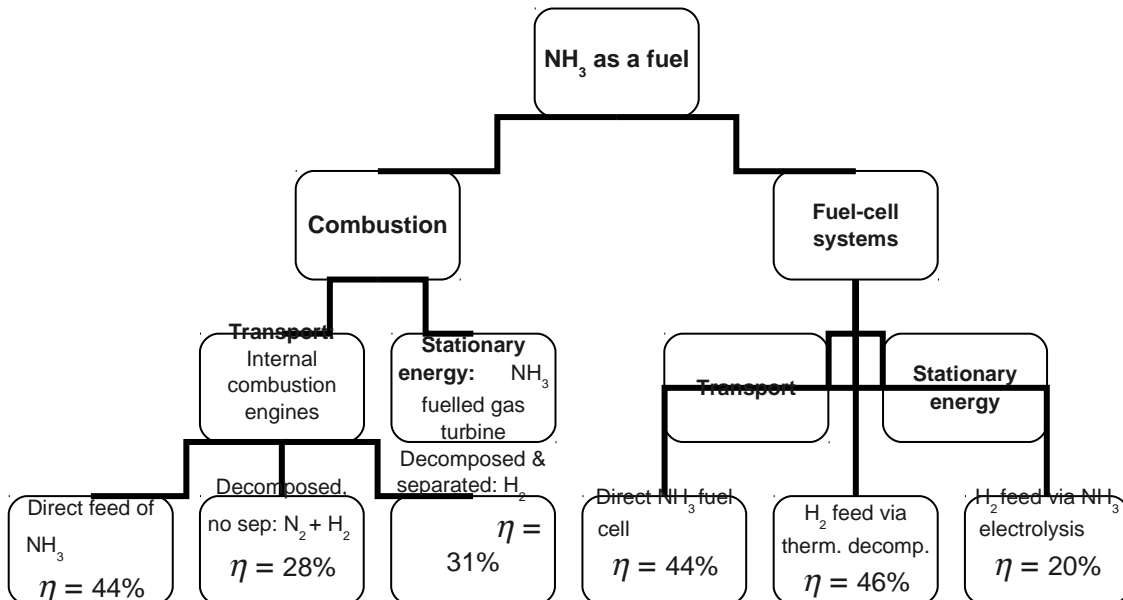 NH₃ as a fuel
Combustion
Fuel-cell
systems
Transport:
Internal
combustion
engines
Stationary
energy: NH₃
fuelled gas
turbine
Transport
Stationary
energy
Direct feed of
NH₃
η = 44%
Decomposed,
no sep: N₂ + H₂
η = 28%
Decomposed &
separated: H₂
η =
31%
Direct NH₃ fuel
cell
η = 44%
H₂ feed via
therm. decomp.
η = 46%
H₂ feed via NH₃
electrolysis
η = 20%